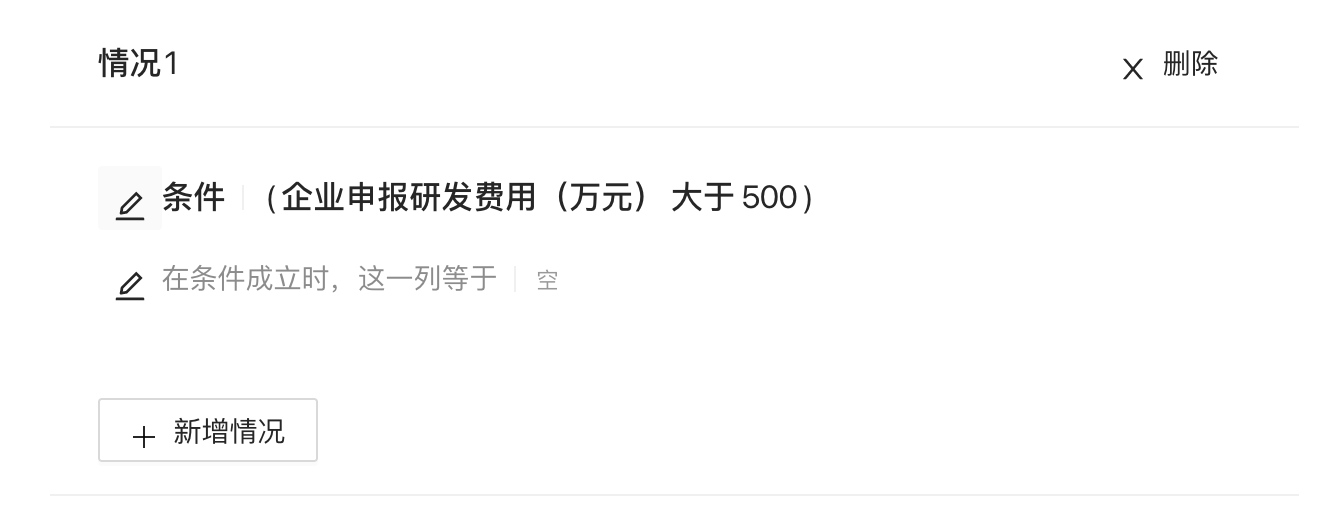 情况1
删除
条件 （企业申报研发费用（万元） 大于 500）
在条件成立时，这一列等于 空
新增情况